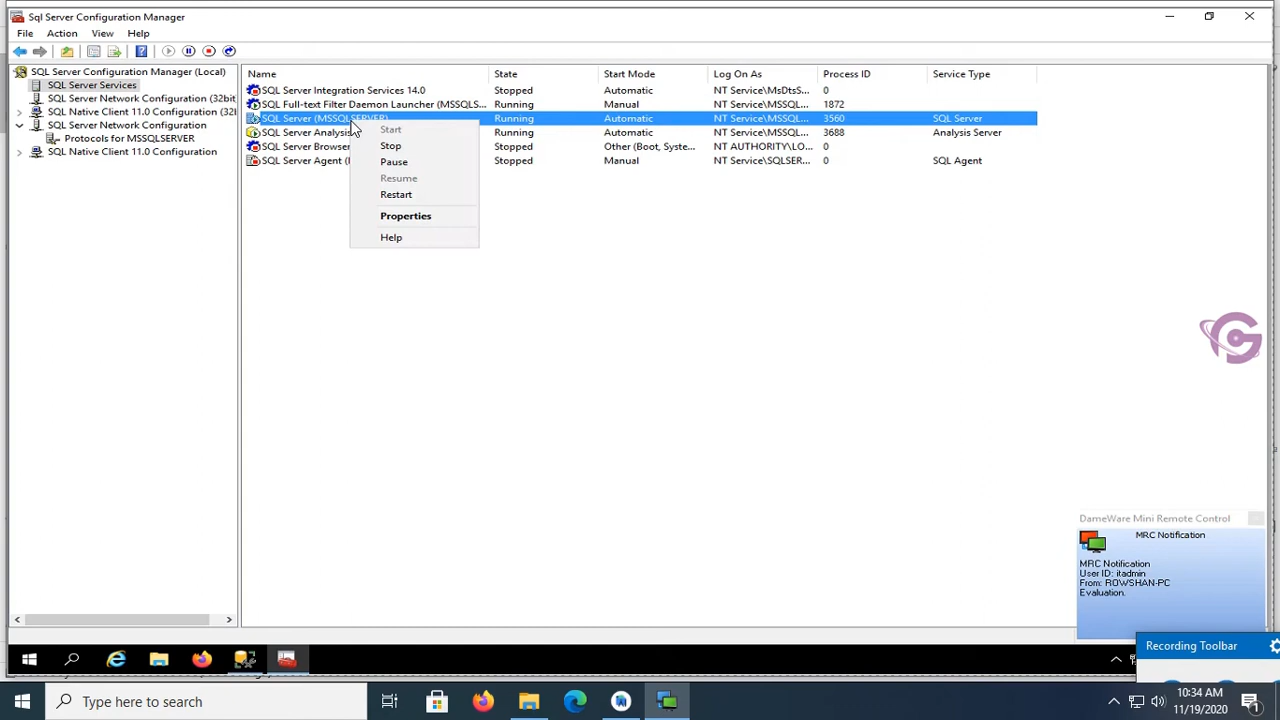 Sql Server Configuration Manager
File Action View Help
SQL Server Configuration Manager (Local)
SQL Server Services
SQL Server Network Configuration (32bit
SQL Native Client 11.0 Configuration (32
SQL Server Network Configuration
Protocols for MSSQLSERVER
SQL Native Client 11.0 Configuration
Name State Start Mode Log On As Process ID Service Type
SQL Server Integration Services 14.0 Stopped Automatic NT Service\MsDtsS... 0
SQL Full-text Filter Daemon Launcher (MSSQLS... Running Manual NT Service\MSSQL... 1872
SQL Server (MSSQLSERVER) Running Automatic NT Service\MSSQL... 3560 SQL Server
SQL Server Analysis Running Automatic NT Service\MSSQL... 3688 Analysis Server
SQL Server Browser Stopped Other (Boot, Syste... NT AUTHORITY\LO... 0
SQL Server Agent ( Stopped Manual NT Service\SQLSER... 0 SQL Agent
Start
Stop
Pause
Resume
Restart
Properties
Help
DameWare Mini Remote Control
MRC Notification
MRC Notification
User ID: itadmin
From: ROWSHAN-PC
Evaluation.
Recording Toolbar
Type here to search
10:34 AM
11/19/2020
1